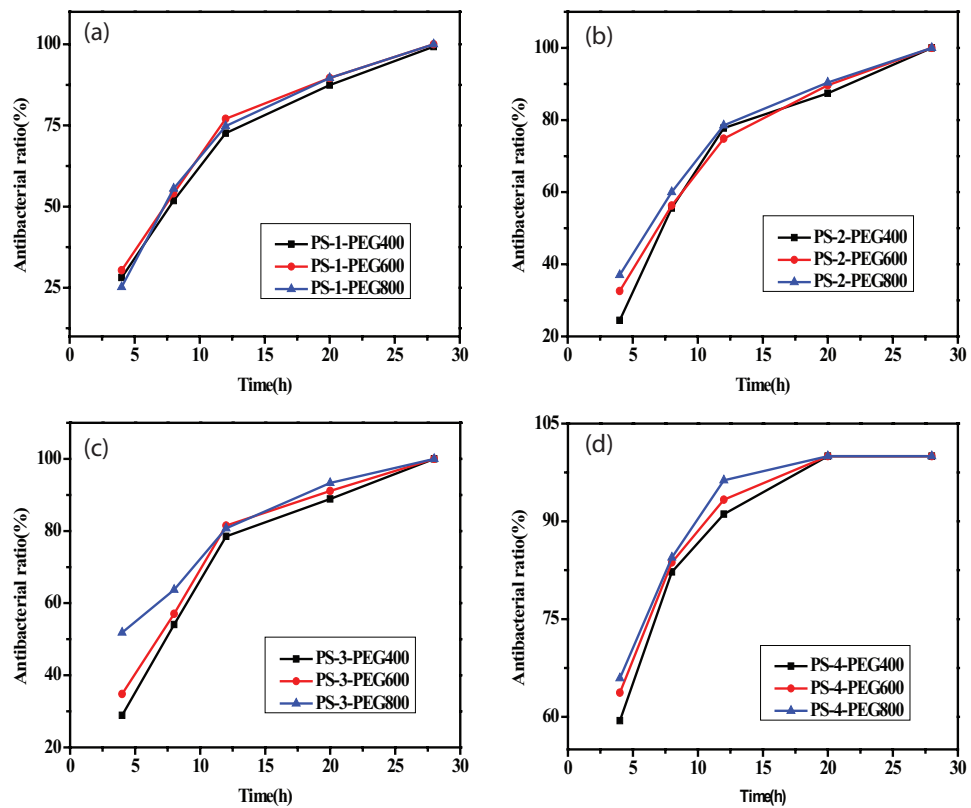 (a)
Antibacterial ratio(%)
100
75
50
25
PS-1-PEG400
PS-1-PEG600
PS-1-PEG800
0 5 10 15 20 25 30
Time(h)
(b)
Antibacterial ratio(%)
100
80
60
40
20
PS-2-PEG400
PS-2-PEG600
PS-2-PEG800
0 5 10 15 20 25 30
Time(h)
(c)
Antibacterial ratio(%)
100
80
60
40
20
PS-3-PEG400
PS-3-PEG600
PS-3-PEG800
0 5 10 15 20 25 30
Time(h)
(d)
Antibacterial ratio(%)
105
90
75
60
PS-4-PEG400
PS-4-PEG600
PS-4-PEG800
0 5 10 15 20 25 30
Time(h)